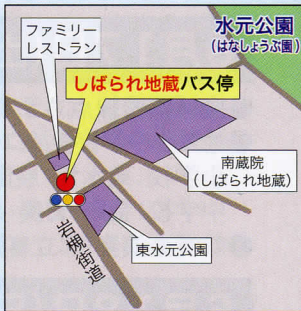 水元公園
(はなしょうぶ園)
ファミリー
レストラン
しばられ地蔵バス停
南蔵院
(しばられ地蔵)
東水元公園
岩槻街道